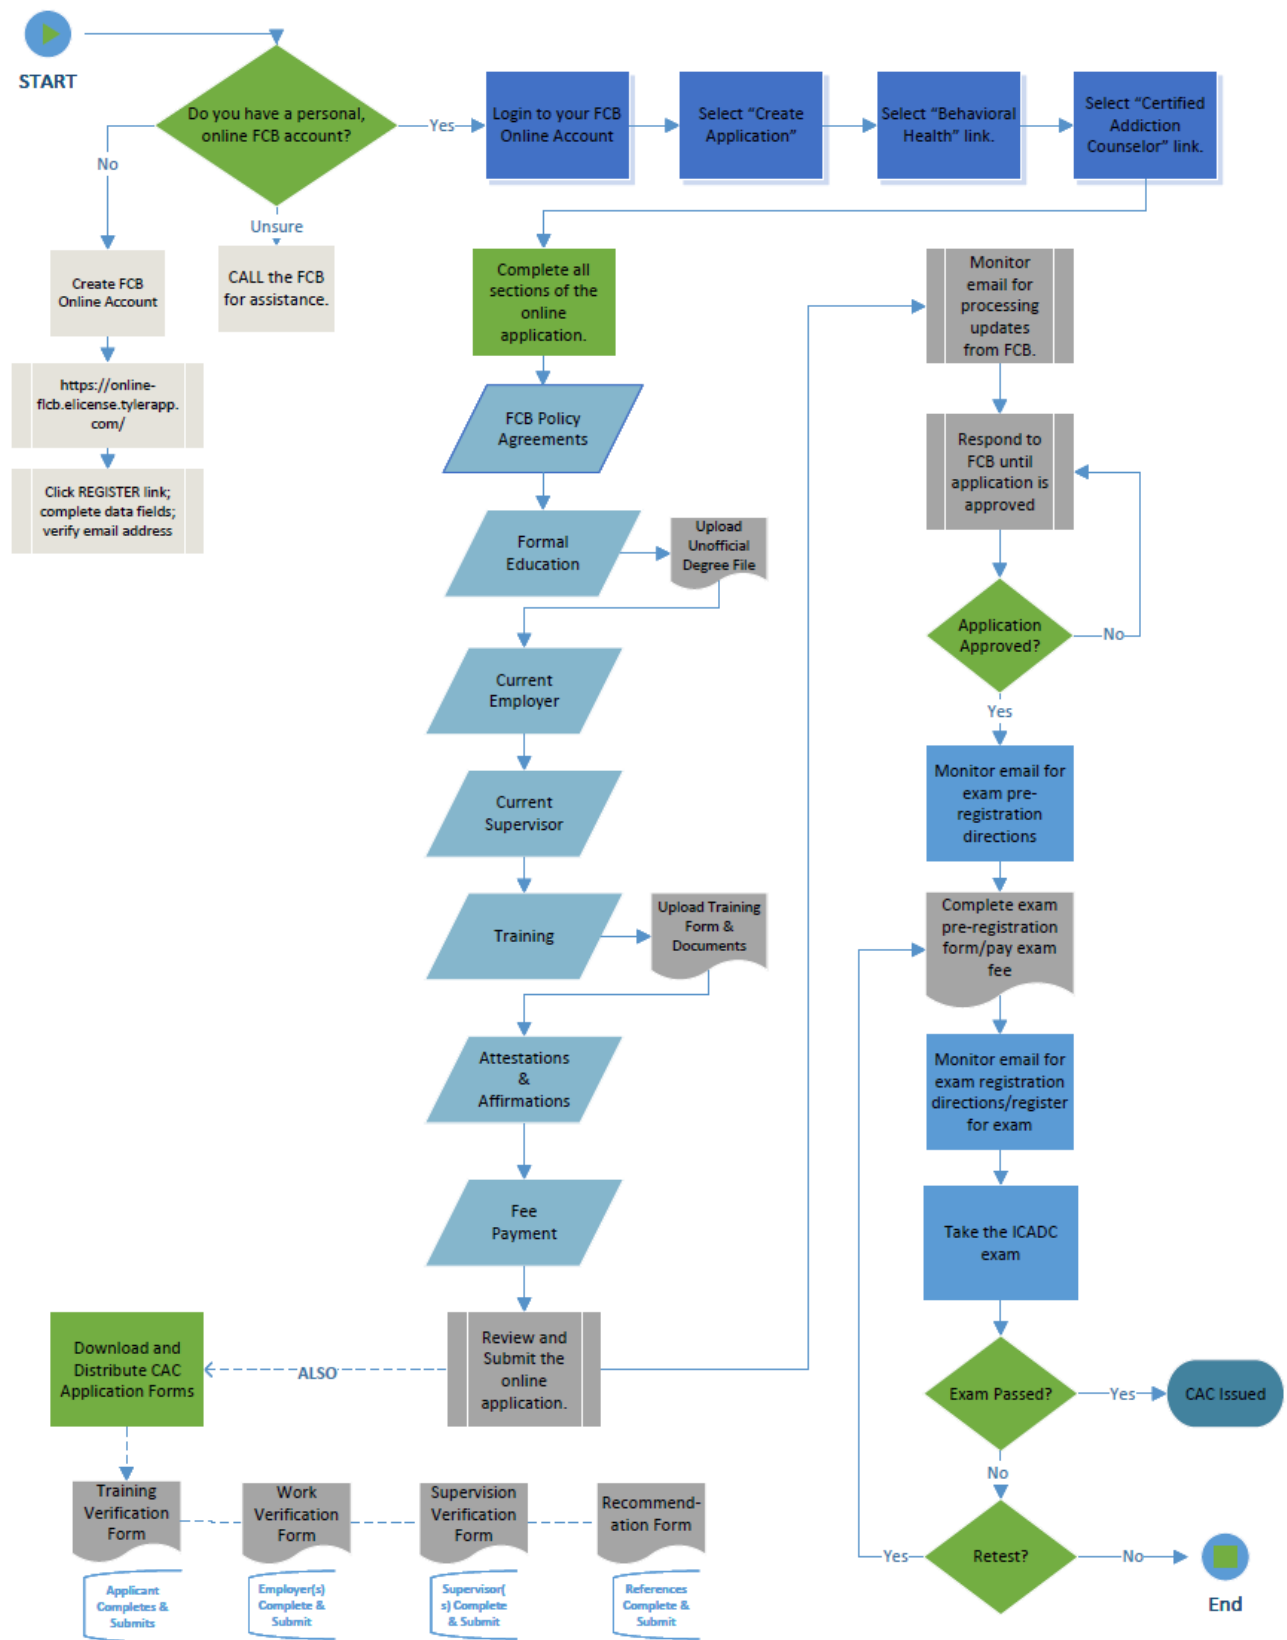 START
Do you have a personal,
online FCB account?
Yes
Login to your FCB
Online Account
Select “Create
Application”
Select “Behavioral
Health” link.
Select “Certified
Addiction
Counselor” link.
No
Unsure
Create FCB
Online Account
CALL the FCB
for assistance.
https://online-
flcb.elicense.tylerapp.
com/
Click REGISTER link;
complete data fields;
verify email address
Complete all
sections of the
online
application.
FCB Policy
Agreements
Formal
Education
Upload
Unofficial
Degree File
Current
Employer
Current
Supervisor
Training
Upload Training
Form &
Documents
Attestations
&
Affirmations
Fee
Payment
Review and
Submit the
online
application.
ALSO
Download and
Distribute CAC
Application Forms
Training
Verification
Form
Work
Verification
Form
Supervision
Verification
Form
Recommend-
ation Form
Applicant
Completes &
Submits
Employer(s)
Complete &
Submit
Supervisor(
s) Complete
& Submit
References
Complete &
Submit
Monitor
email for
processing
updates
from FCB.
Respond to
FCB until
application is
approved
Application
Approved?
No
Yes
Monitor email for
exam pre-
registration
directions
Complete exam
pre-registration
form/pay exam
fee
Monitor email for
exam registration
directions/register
for exam
Take the ICADC
exam
Exam Passed?
Yes
CAC Issued
No
Retest?
Yes
No
End